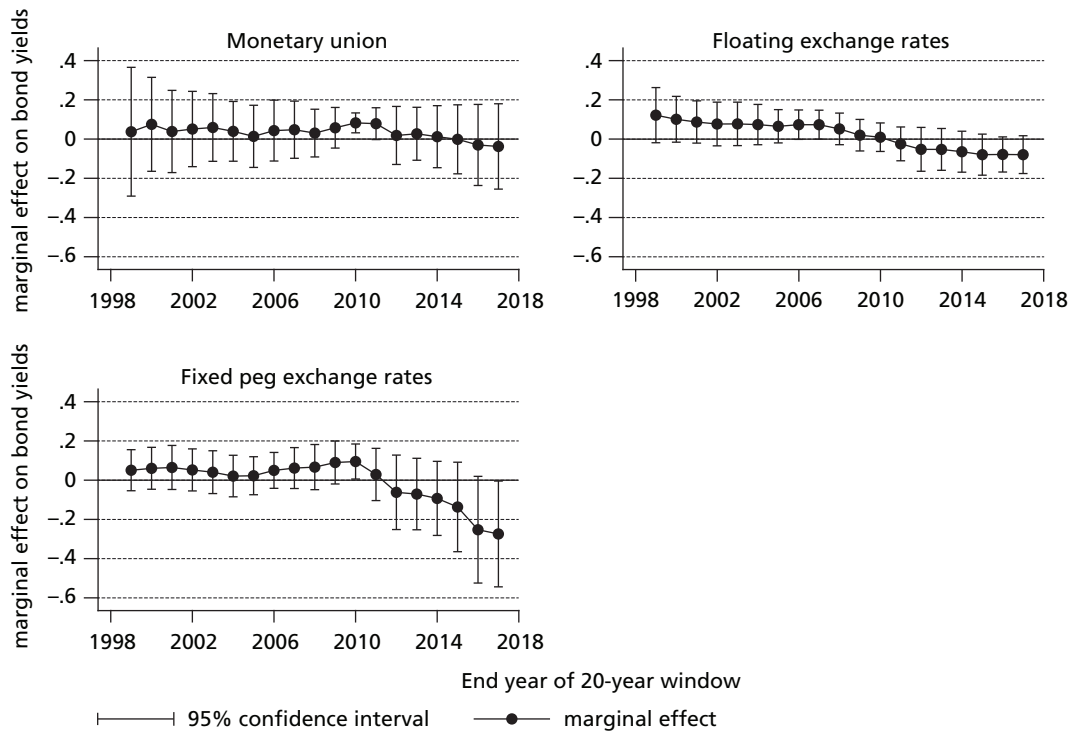 Monetary union
marginal effect on bond yields
.4
.2
0
–.2
–.4
–.6
1998 2002 2006 2010 2014 2018
Floating exchange rates
.4
.2
0
–.2
–.4
–.6
1998 2002 2006 2010 2014 2018
Fixed peg exchange rates
marginal effect on bond yields
.4
.2
0
–.2
–.4
–.6
1998 2002 2006 2010 2014 2018
End year of 20-year window
95% confidence interval marginal effect